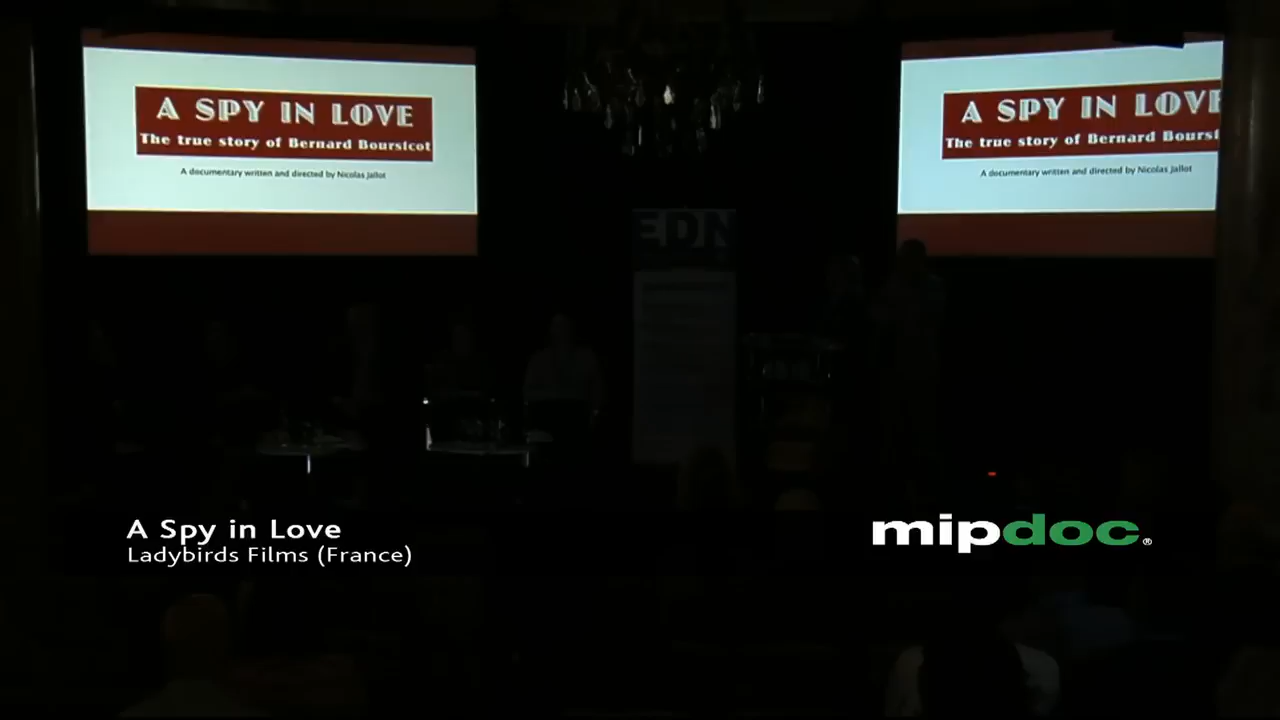 A SPY IN LOVE
The true story of Bernard Boursicot
A documentary written and directed by Nicolas Jallot
A SPY IN LOVE
The true story of Bernard Bourst
A documentary written and directed by Nicolas Jallot
EDN
A Spy in Love
Ladybirds Films (France)
mipdoc®